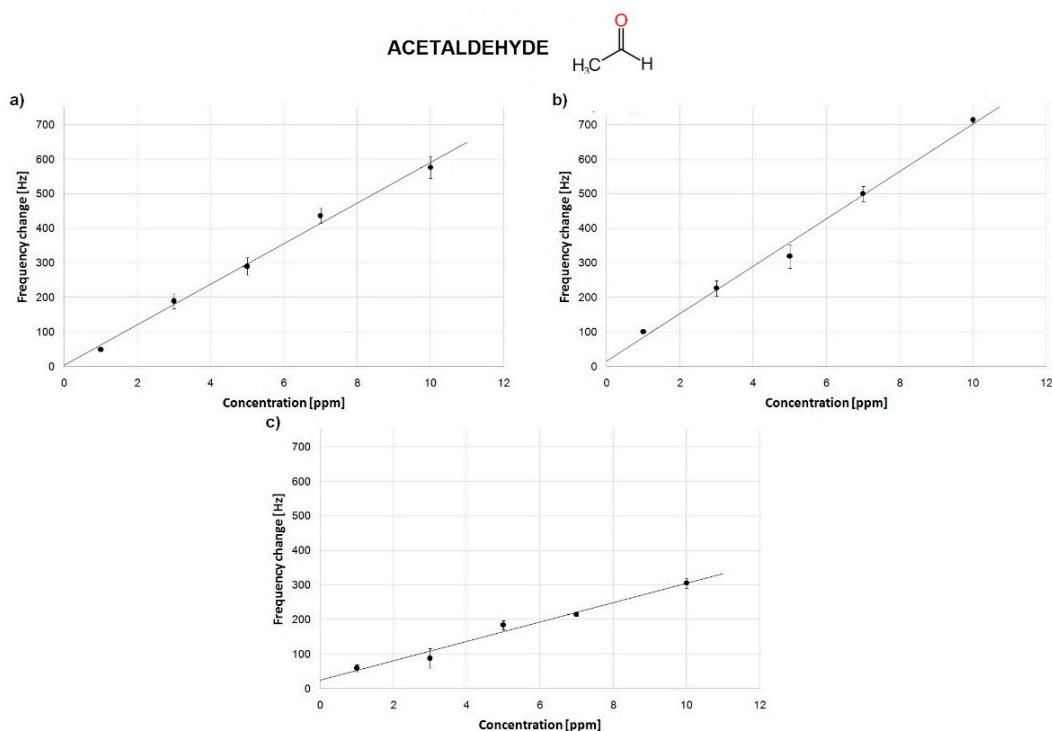 ACETALDEHYDE
O
H₃C
H
a)
Frequency change [Hz]
700
600
500
400
300
200
100
0
0 2 4 6 8 10 12
Concentration [ppm]
b)
Frequency change [Hz]
700
600
500
400
300
200
100
0
0 2 4 6 8 10 12
Concentration [ppm]
c)
Frequency change [Hz]
700
600
500
400
300
200
100
0
0 2 4 6 8 10 12
Concentration [ppm]